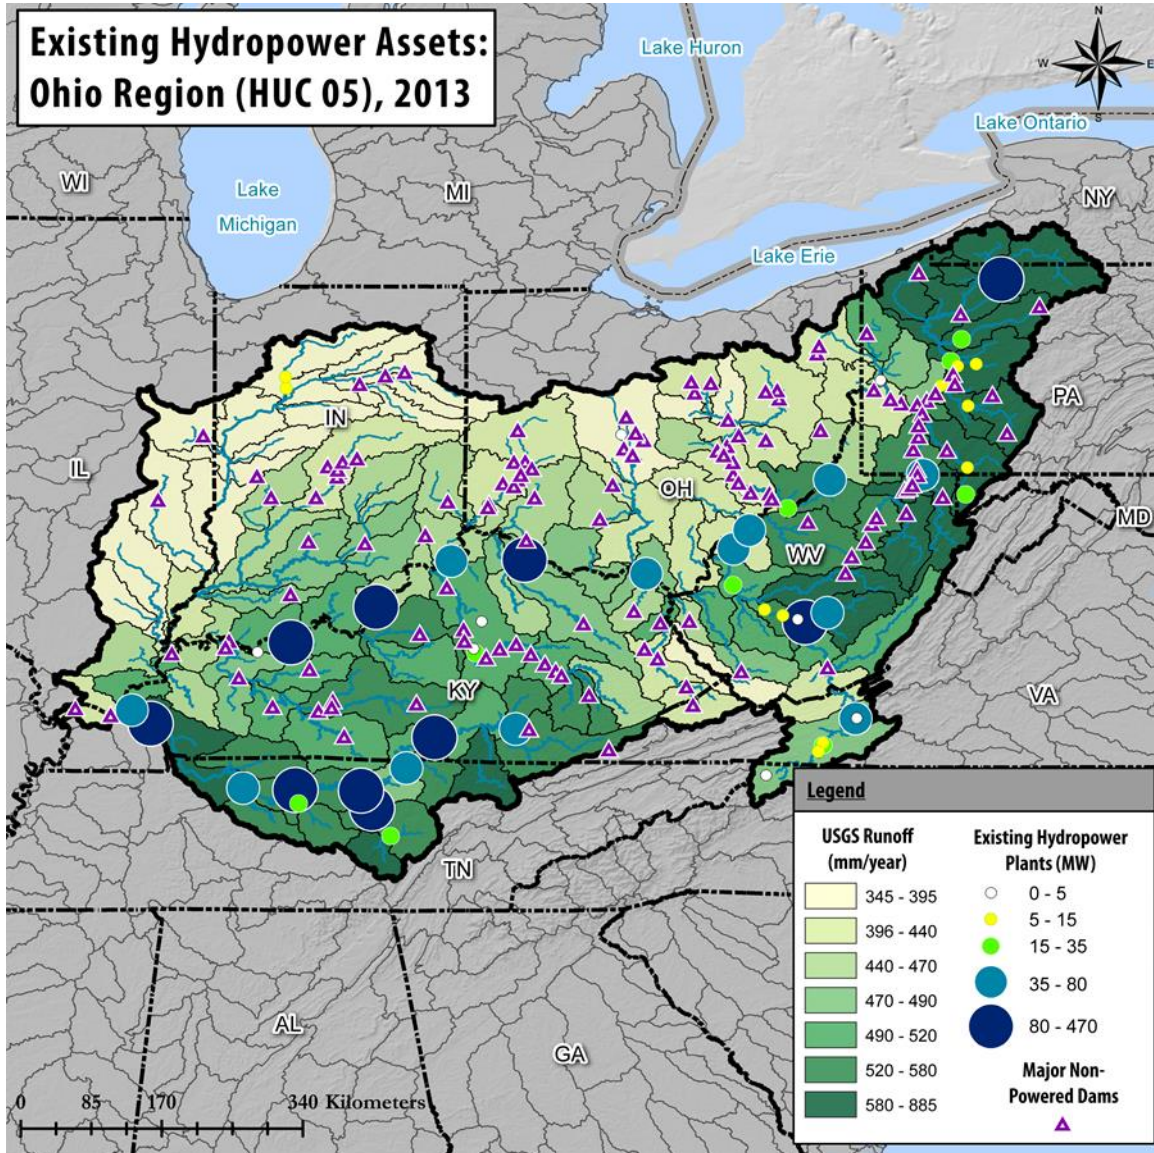 Existing Hydropower Assets:
Ohio Region (HUC 05), 2013
N
W
E
S
Lake Huron
Lake Ontario
WI
Lake
Michigan
MI
NY
Lake Erie
IN
PA
IL
OH
MD
WV
KY
VA
TN
AL
GA
0 85 170 340 Kilometers
Legend
USGS Runoff
(mm/year)
345 - 395
396 - 440
440 - 470
470 - 490
490 - 520
520 - 580
580 - 885
Existing Hydropower
Plants (MW)
0 - 5
5 - 15
15 - 35
35 - 80
80 - 470
Major Non-
Powered Dams